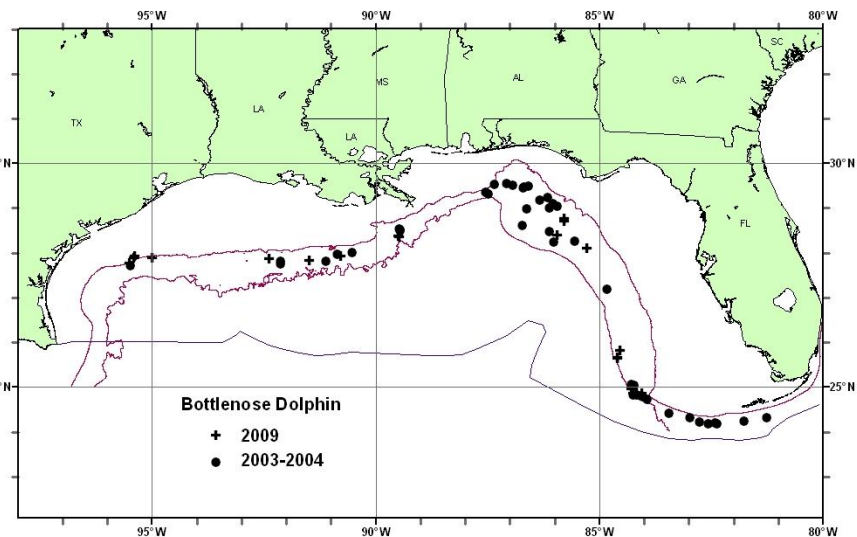 95°W 90°W 85°W 80°W
SC
MS AL GA
LA
TX
LA
30°N 30°N
FL
25°N 25°N
Bottlenose Dolphin
2009
2003-2004
95°W 90°W 85°W 80°W